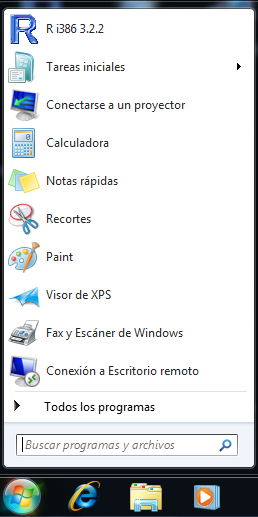 R i386 3.2.2
Tareas iniciales
Conectarse a un proyector
Calculadora
Notas rápidas
Recortes
Paint
Visor de XPS
Fax y Escáner de Windows
Conexión a Escritorio remoto
Todos los programas
Buscar programas y archivos